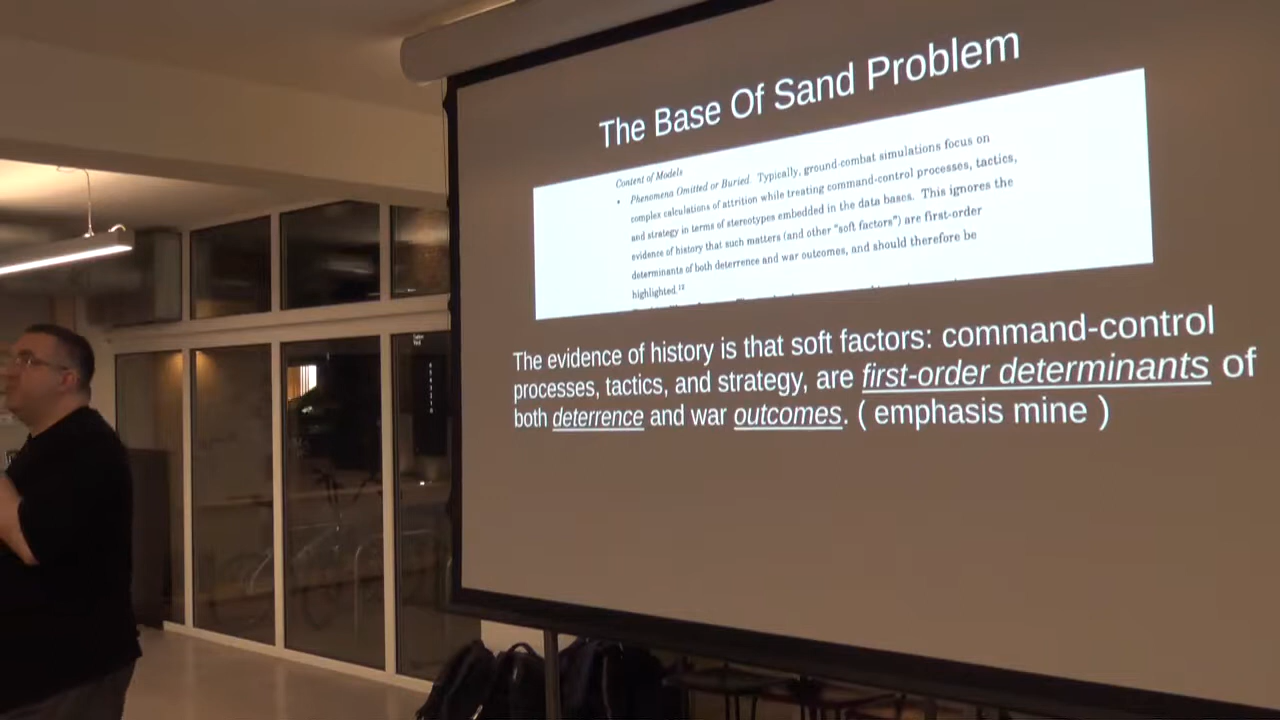 The Base Of Sand Problem
Content of Models
• Phenomena Omitted or Buried. Typically, ground-combat simulations focus on
complex calculations of attrition while treating command-control processes, tactics,
and strategy in terms of stereotypes embedded in the data bases. This ignores the
evidence of history that such matters (and other "soft factors") are first-order
determinants of both deterrence and war outcomes, and should therefore be
highlighted.¹²
The evidence of history is that soft factors: command-control
processes, tactics, and strategy, are first-order determinants of
both deterrence and war outcomes. ( emphasis mine )